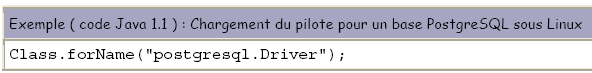 Exemple ( code Java 1.1 ) : Chargement du pilote pour un base PostgreSQL sous Linux
Class.forName("postgresql.Driver");